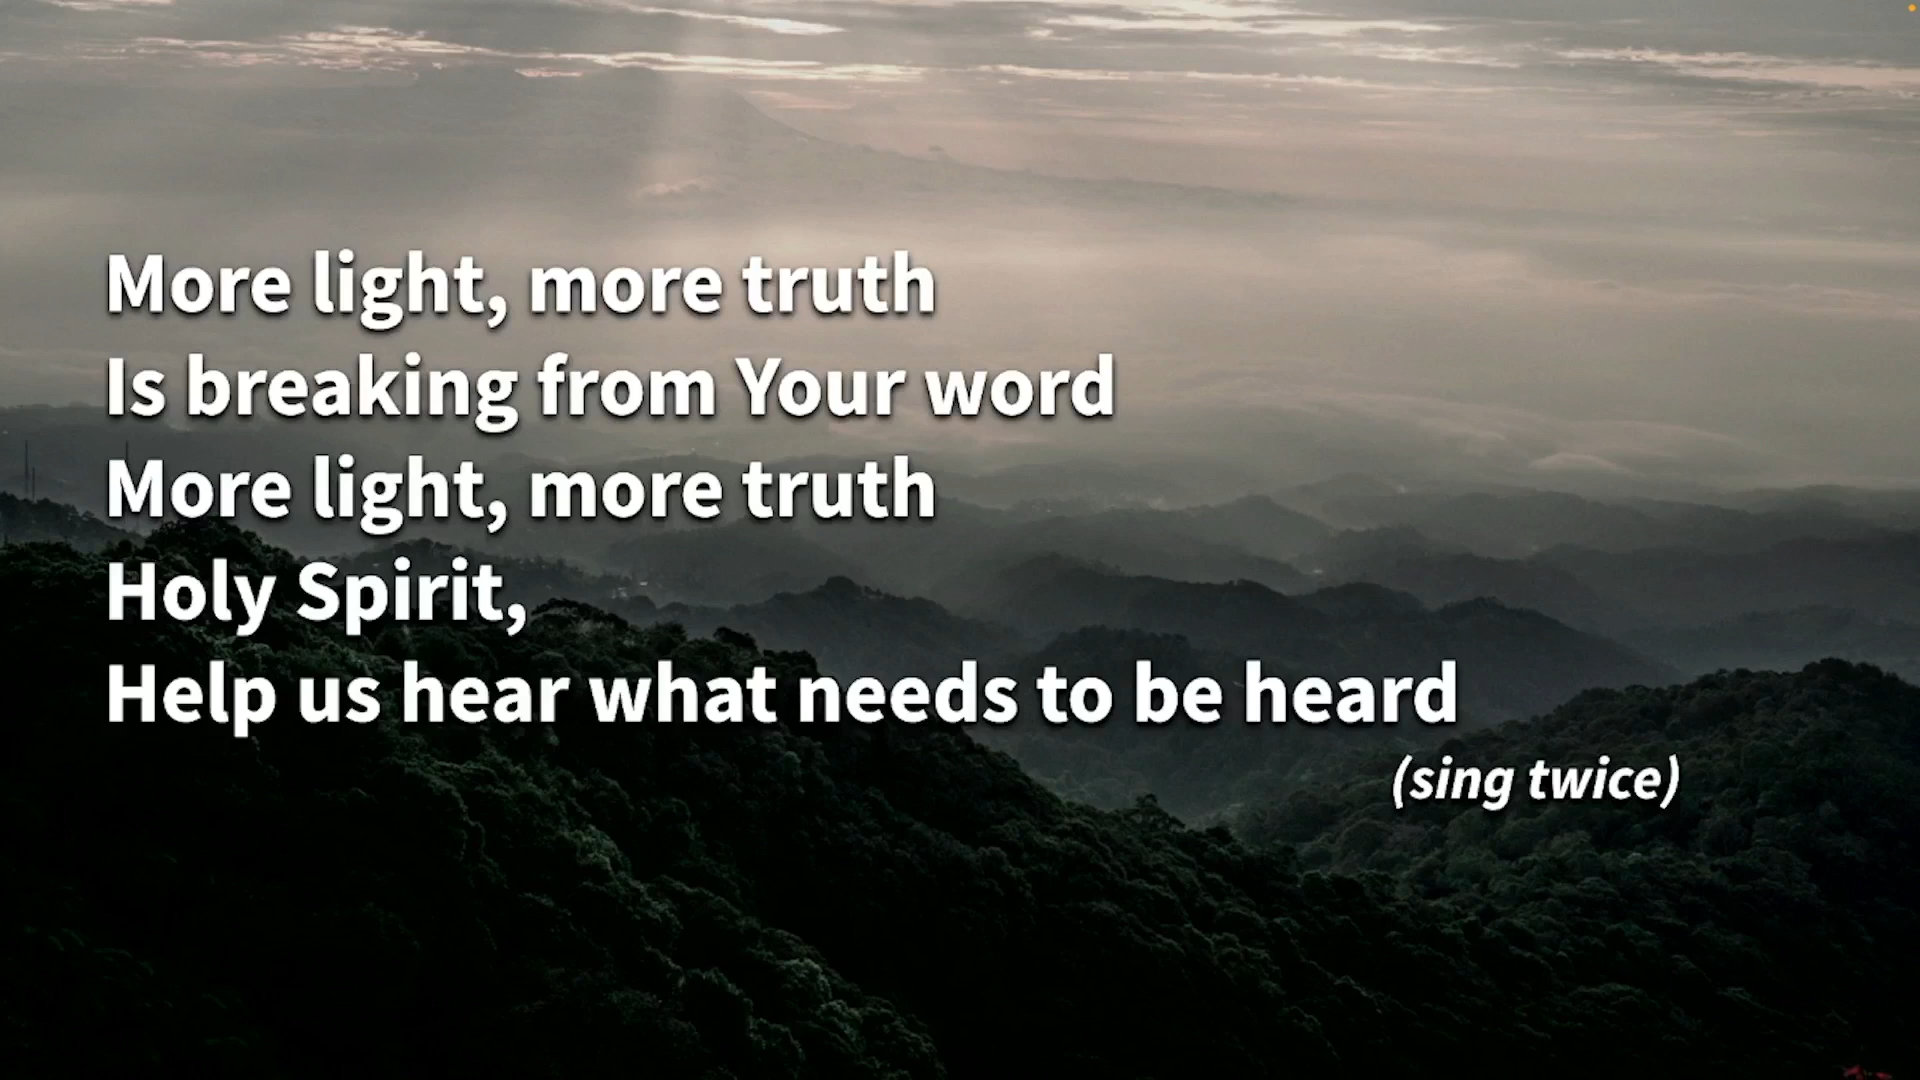 More light, more truth
Is breaking from Your word
More light, more truth
Holy Spirit,
Help us hear what needs to be heard
(sing twice)